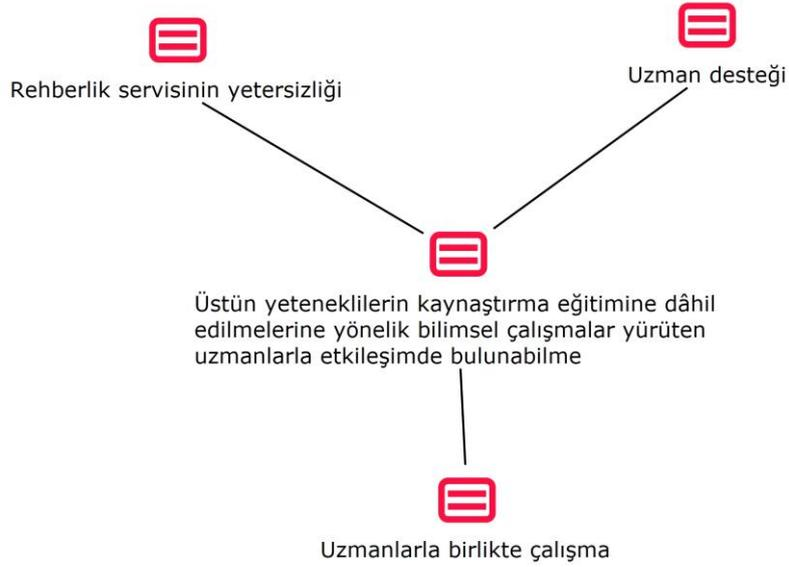 Rehberlik servisinin yetersizliği
Uzman desteği
Üstün yeteneklilerin kaynaştırma eğitimine dâhil
edilmelerine yönelik bilimsel çalışmalar yürüten
uzmanlarla etkileşimde bulunabilme
Uzmanlarla birlikte çalışma